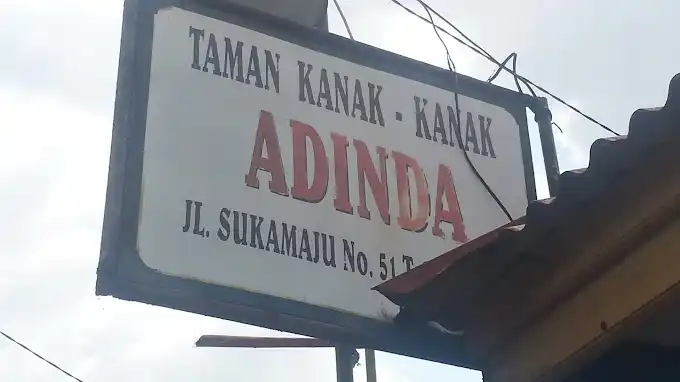 TAMAN KANAK - KANAK
ADINDA
JL. SUKAMAJU No. 51